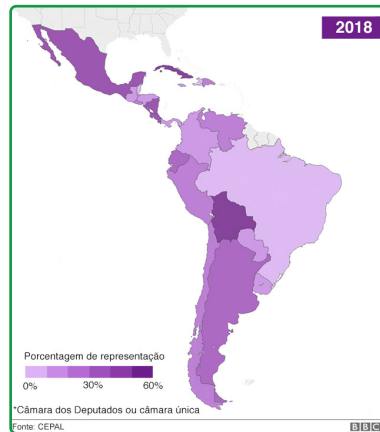 2018
Porcentagem de representação
0% 30% 60%
*Câmara dos Deputados ou câmara única
Fonte: CEPAL
BBC